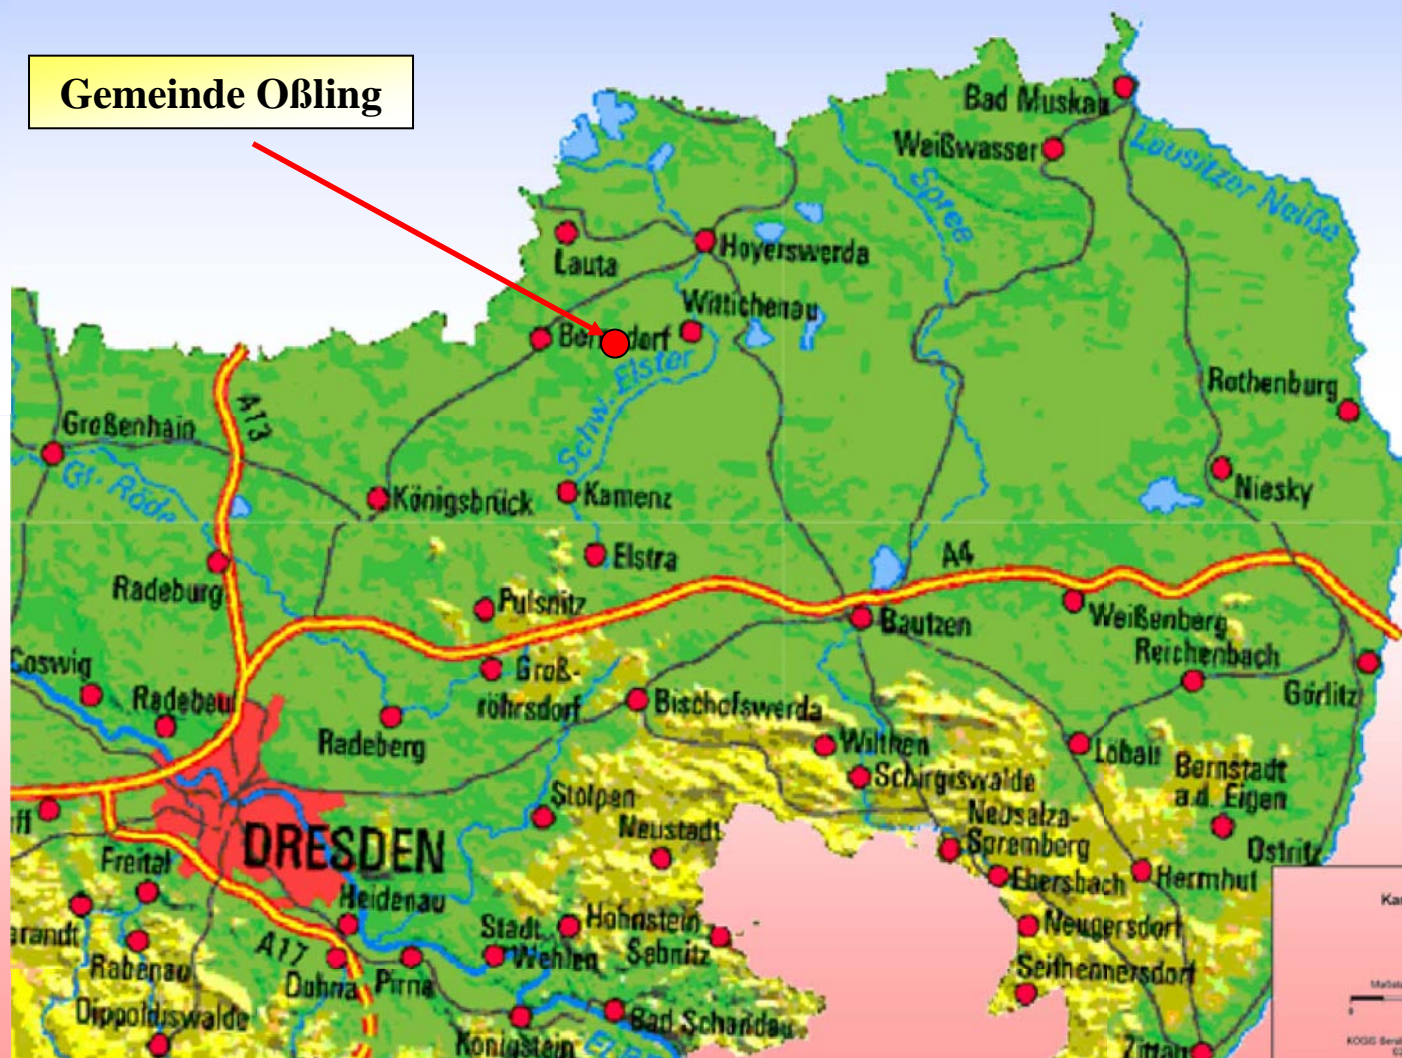 Gemeinde Oßling
Bad Muskau
Weißwasser
Lausitzer Neiße
Spree
Hoyerswerda
Lauta
Wittichenau
Schw. Elster
Rothenburg
A13
Großenhain
Gr. Röde
Königsbrück
Kamenz
Niesky
Elstra
A4
Radeburg
Pulsnitz
Weißenberg
Bautzen
Reichenbach
Coswig
Groß-
röhrsdorf
Görlitz
Radebeul
Bischofswerda
Radeberg
Wilthen
Löbau
Schirgiswalde
Bernstadt
a.d. Eigen
Stolpen
Neusalza-
Spremberg
Neustadt
DRESDEN
Ostritz
Freital
Ebersbach
Herrnhut
Heidenau
Stadt
Wehlen
Hohnstein
Neugersdorf
A17
Sebnitz
Rabenau
Dohna
Pirna
Seifhennersdorf
Dippoldiswalde
Bad Schandau
Königstein
Zittau